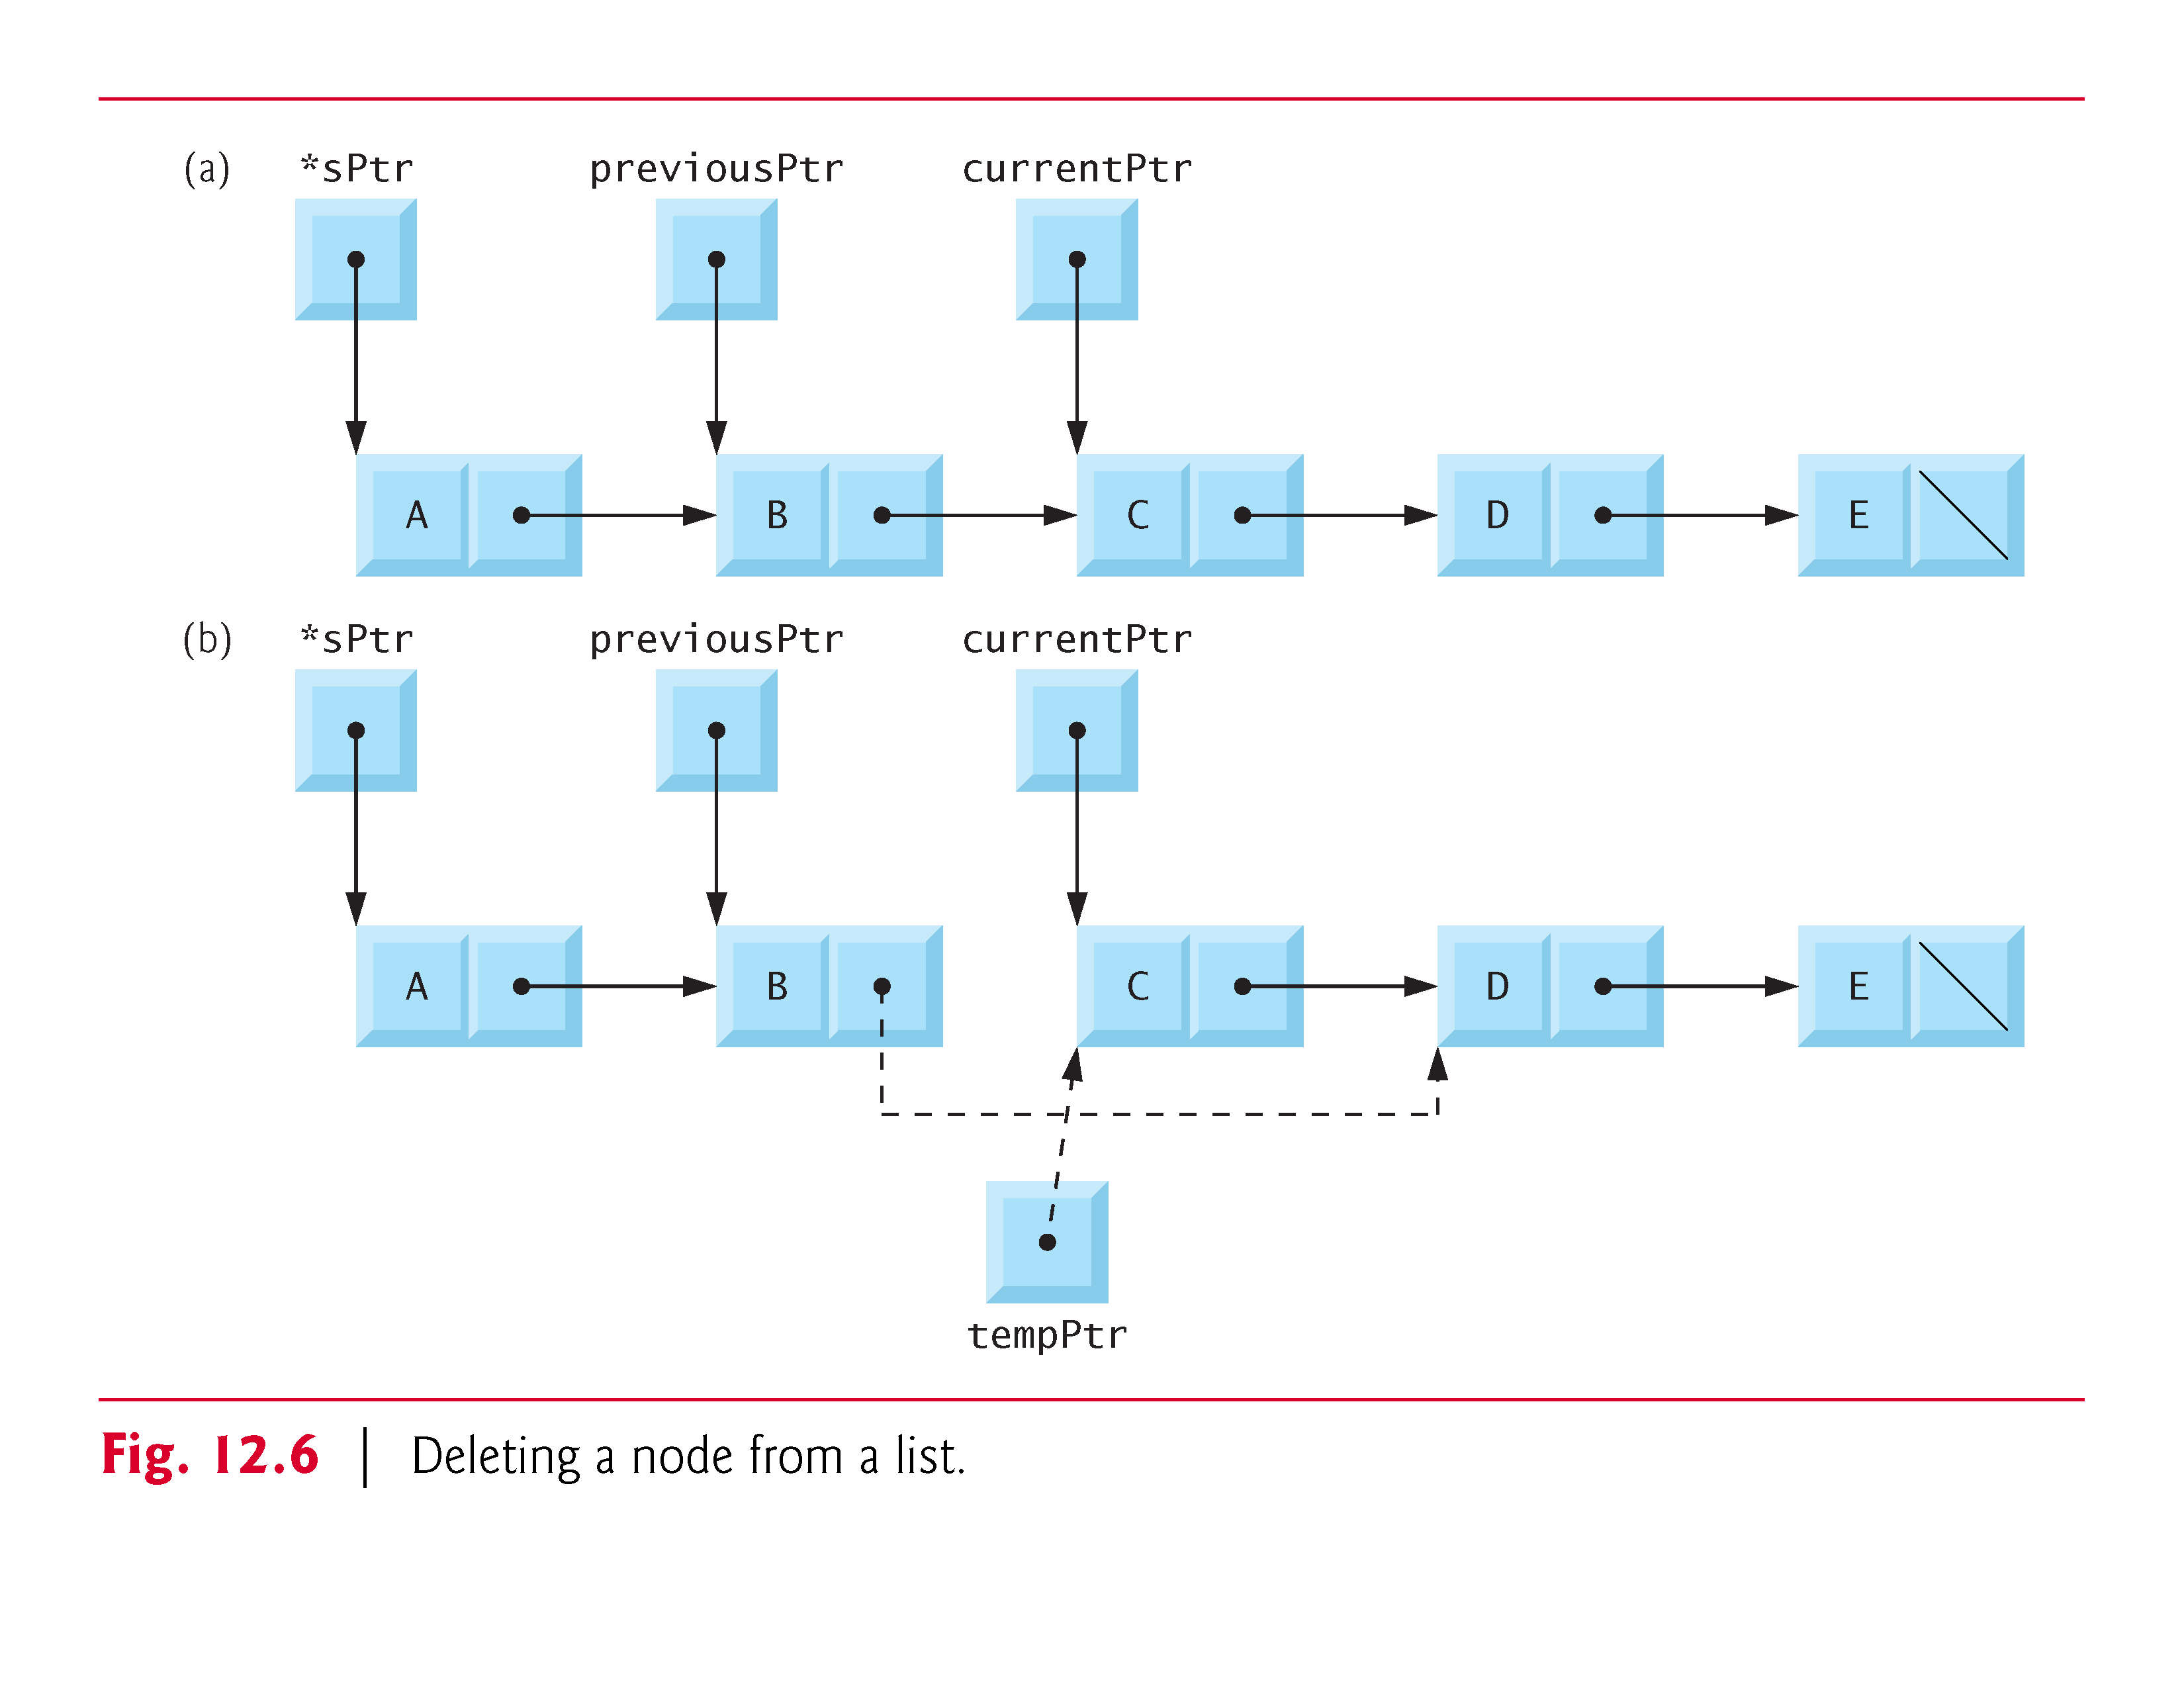 (a) *sPtr previousPtr currentPtr
A B C D E
(b) *sPtr previousPtr currentPtr
A B C D E
tempPtr
Fig. 12.6 | Deleting a node from a list.